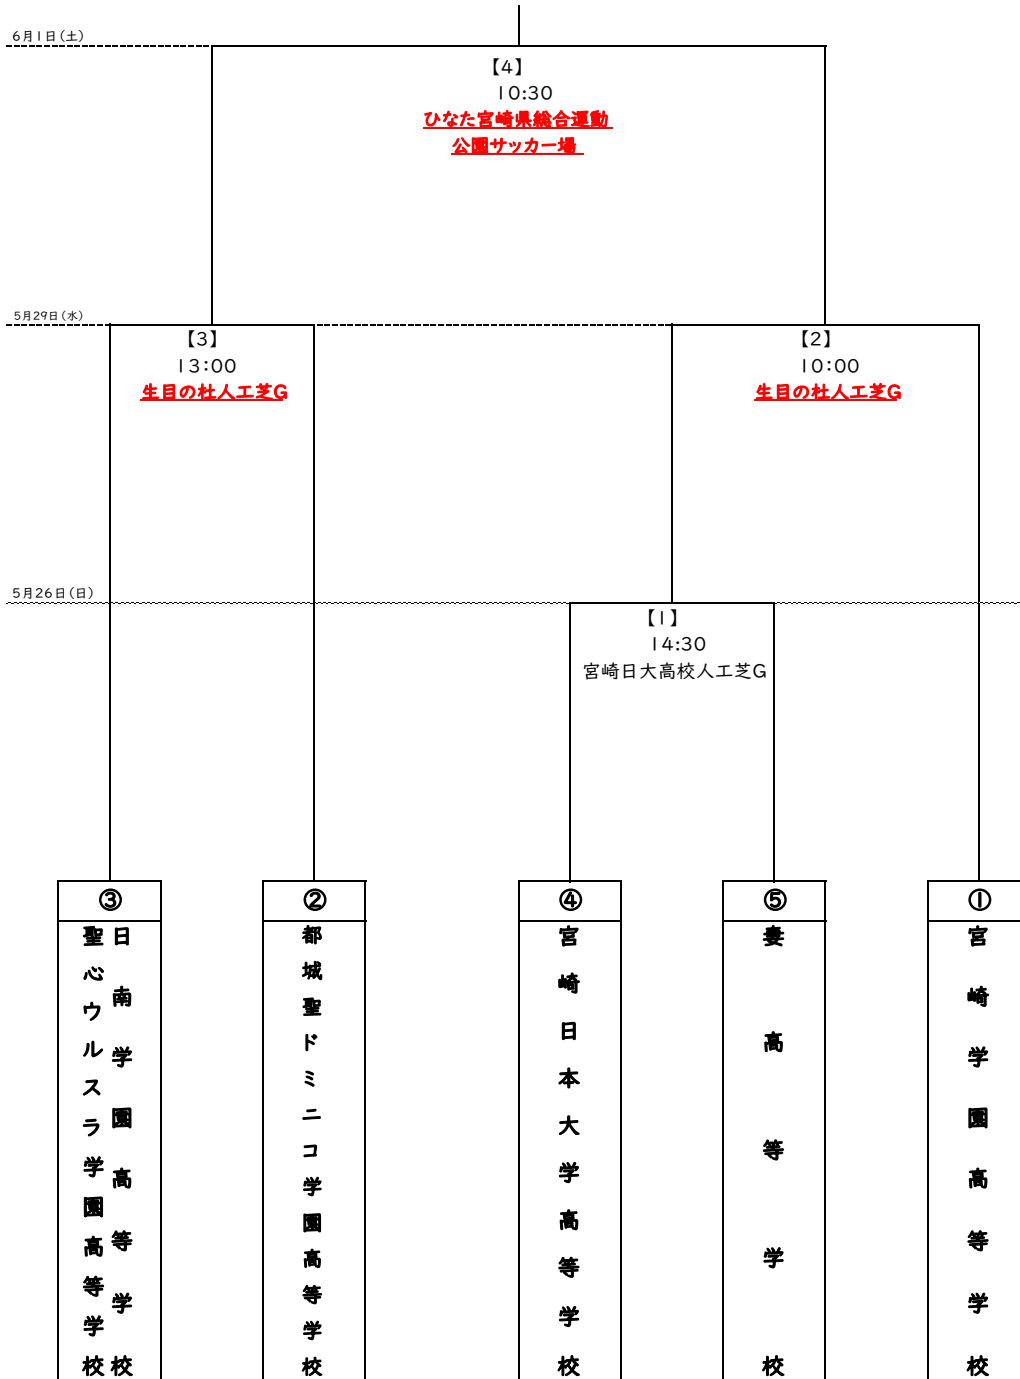 6月1日(土)
【4】
10:30
ひなた宮崎県総合運動
公園サッカー場
5月29日(水)
【3】
13:00
生目の杜人工芝G
【2】
10:00
生目の杜人工芝G
5月26日(日)
【1】
14:30
宮崎日大高校人工芝G
③
日南学園高等学校
聖心ウルスラ学園高等学校
②
都城聖ドミニコ学園高等学校
④
宮崎日本大学高等学校
⑤
妻高等学校
①
宮崎学園高等学校